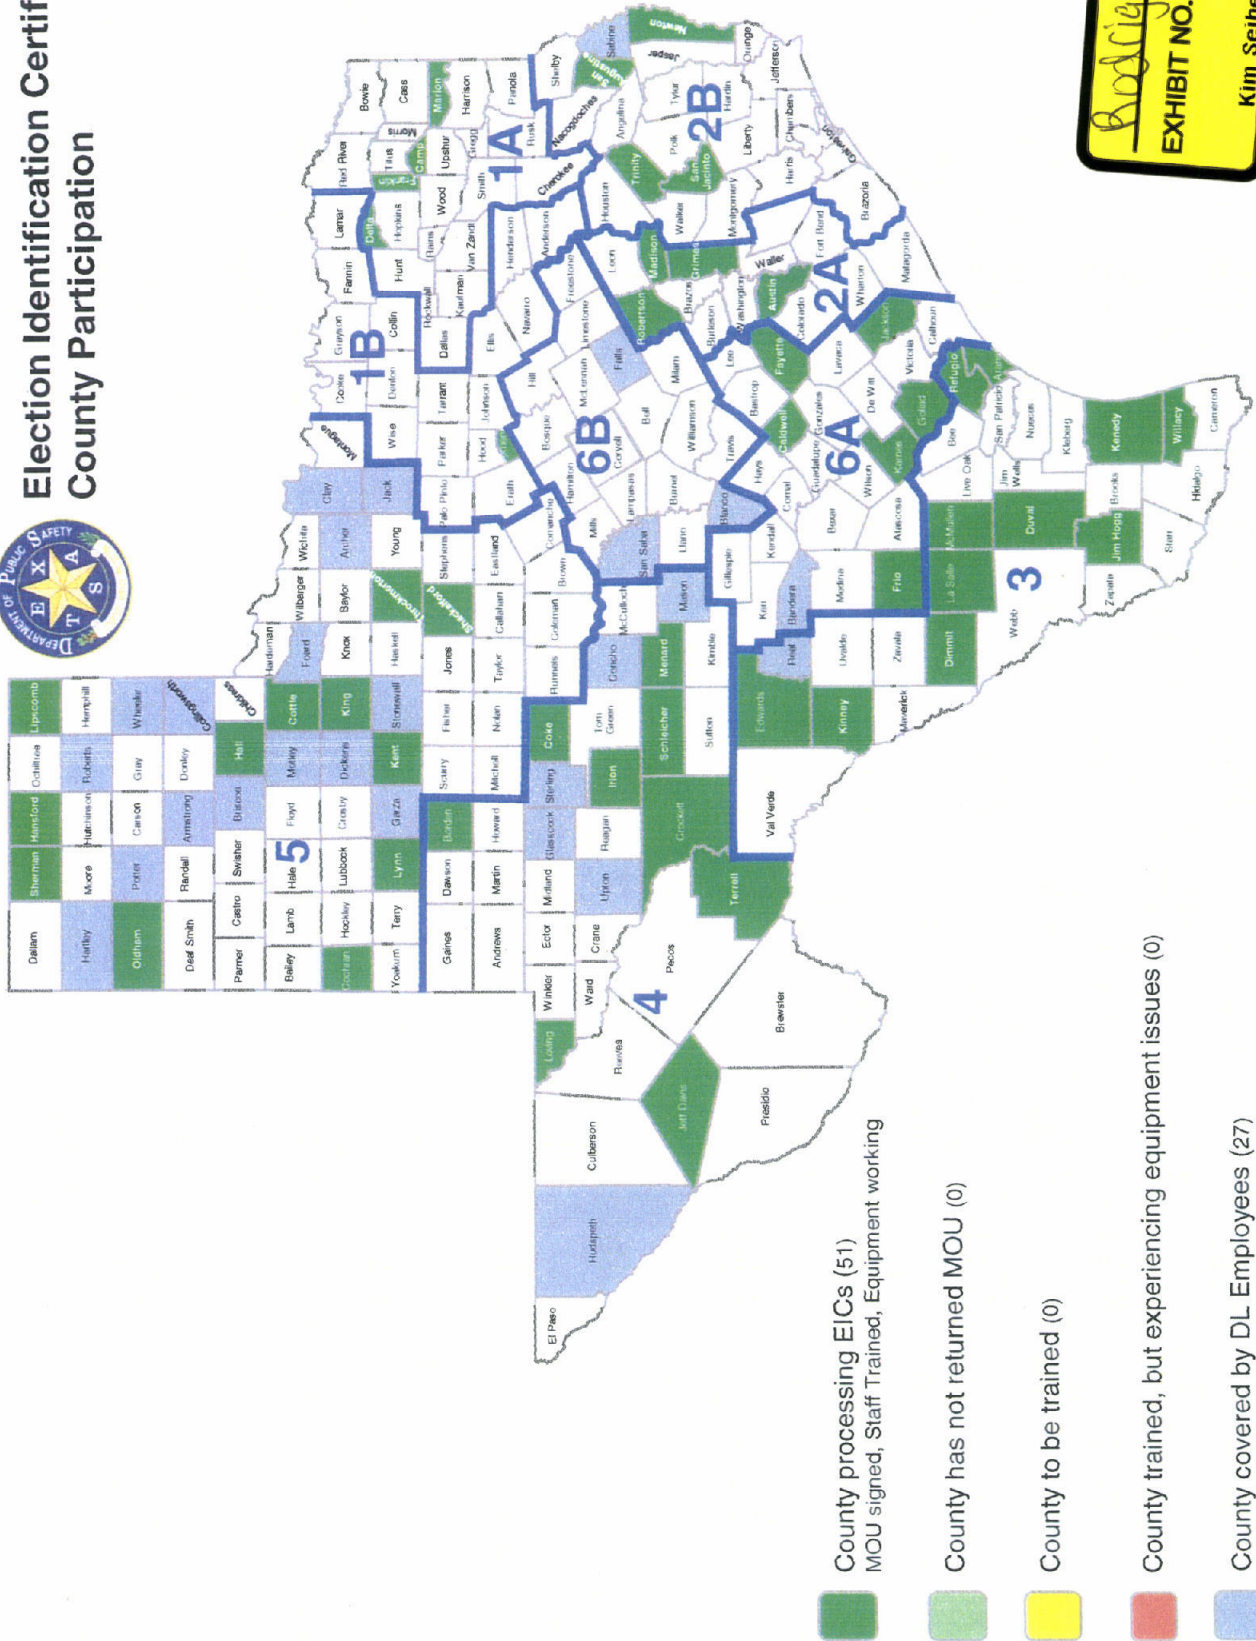 Election Identification Certif
County Participation
DEPARTMENT OF PUBLIC SAFETY
TEXAS
Dallam
Sherman
Hansford
Ochiltree
Lipscomb
Hartley
Moore
Hutchinson
Roberts
Hemphill
Oldham
Potter
Carson
Gray
Wheeler
Deaf Smith
Randall
Armstrong
Donley
Collingsworth
Parmer
Castro
Swisher
Briscoe
Hall
Childress
Bailey
Lamb
Hale
5
Floyd
Motley
Cottle
Hardeman
Foard
Wilbarger
Wichita
Clay
Montague
Cochran
Hockley
Lubbock
Crosby
Dickens
King
Knox
Baylor
Archer
Jack
Wise
Yoakum
Terry
Lynn
Garza
Kent
Stonewall
Haskell
Throckmorton
Young
Gaines
Dawson
Borden
Scurry
Fisher
Jones
Shackelford
Stephens
Palo Pinto
Parker
Tarrant
Dallas
Rockwall
Kaufman
Andrews
Martin
Howard
Mitchell
Nolan
Taylor
Callahan
Eastland
Erath
Hood
Johnson
Ellis
Cooke
Grayson
Fannin
Lamar
Red River
Bowie
1B
Denton
Collin
Hunt
Delta
Hopkins
Franklin
Titus
Morris
Cass
Camp
Marion
Rains
Wood
Upshur
Harrison
Van Zandt
Smith
Gregg
Panola
1A
Rusk
Henderson
Cherokee
Anderson
Navarro
Nacogdoches
Shelby
San Augustine
Sabine
Newton
Jasper
Angelina
Houston
Trinity
Polk
Tyler
2B
Hardin
Orange
San Jacinto
Walker
Liberty
Jefferson
Chambers
Montgomery
Harris
Galveston
Brazoria
Fort Bend
Waller
2A
Wharton
Matagorda
Austin
Colorado
Washington
Grimes
Madison
Leon
Freestone
Limestone
Robertson
Brazos
Burleson
Hill
Bosque
McLennan
Falls
6B
Hamilton
Coryell
Bell
Milam
Williamson
Comanche
Brown
Mills
Lampasas
Burnet
San Saba
Llano
Blanco
Travis
Coleman
Runnels
McCulloch
Mason
Concho
Menard
Kimble
Gillespie
Kendall
Kerr
Bandera
Real
Edwards
Kinney
Uvalde
Medina
Bexar
Comal
Hays
Caldwell
Bastrop
Lee
Fayette
Guadalupe
Gonzales
Lavaca
6A
Wilson
De Witt
Jackson
Victoria
Calhoun
Karnes
Goliad
Refugio
Aransas
Atascosa
Frio
Zavala
Maverick
Dimmit
La Salle
McMullen
Live Oak
Bee
San Patricio
Nueces
Jim Wells
Kleberg
Duval
Webb
3
Jim Hogg
Brooks
Kenedy
Willacy
Zapata
Starr
Hidalgo
Cameron
Loving
Winkler
Ector
Midland
Glasscock
Sterling
Coke
Tom Green
Irion
Reagan
Upton
Crane
Ward
Reeves
4
Pecos
Crockett
Schleicher
Sutton
Val Verde
Terrell
Brewster
Presidio
Jeff Davis
Culberson
Hudspeth
El Paso
County processing EICs (51)
MOU signed, Staff Trained, Equipment working
County has not returned MOU (0)
County to be trained (0)
County trained, but experiencing equipment issues (0)
County covered by DL Employees (27)
EXHIBIT NO.